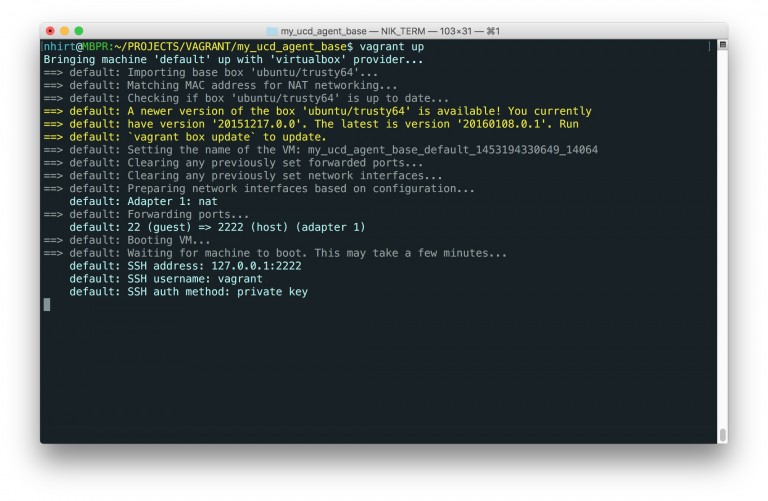 my_ucd_agent_base — NIK_TERM — 103×31 — ⌘1
[nhirt@MBPR:~/PROJECTS/VAGRANT/my_ucd_agent_base$ vagrant up ]
Bringing machine 'default' up with 'virtualbox' provider...
==> default: Importing base box 'ubuntu/trusty64'...
==> default: Matching MAC address for NAT networking...
==> default: Checking if box 'ubuntu/trusty64' is up to date...
==> default: A newer version of the box 'ubuntu/trusty64' is available! You currently
==> default: have version '20151217.0.0'. The latest is version '20160108.0.1'. Run
==> default: `vagrant box update` to update.
==> default: Setting the name of the VM: my_ucd_agent_base_default_1453194330649_14064
==> default: Clearing any previously set forwarded ports...
==> default: Clearing any previously set network interfaces...
==> default: Preparing network interfaces based on configuration...
    default: Adapter 1: nat
==> default: Forwarding ports...
    default: 22 (guest) => 2222 (host) (adapter 1)
==> default: Booting VM...
==> default: Waiting for machine to boot. This may take a few minutes...
    default: SSH address: 127.0.0.1:2222
    default: SSH username: vagrant
    default: SSH auth method: private key